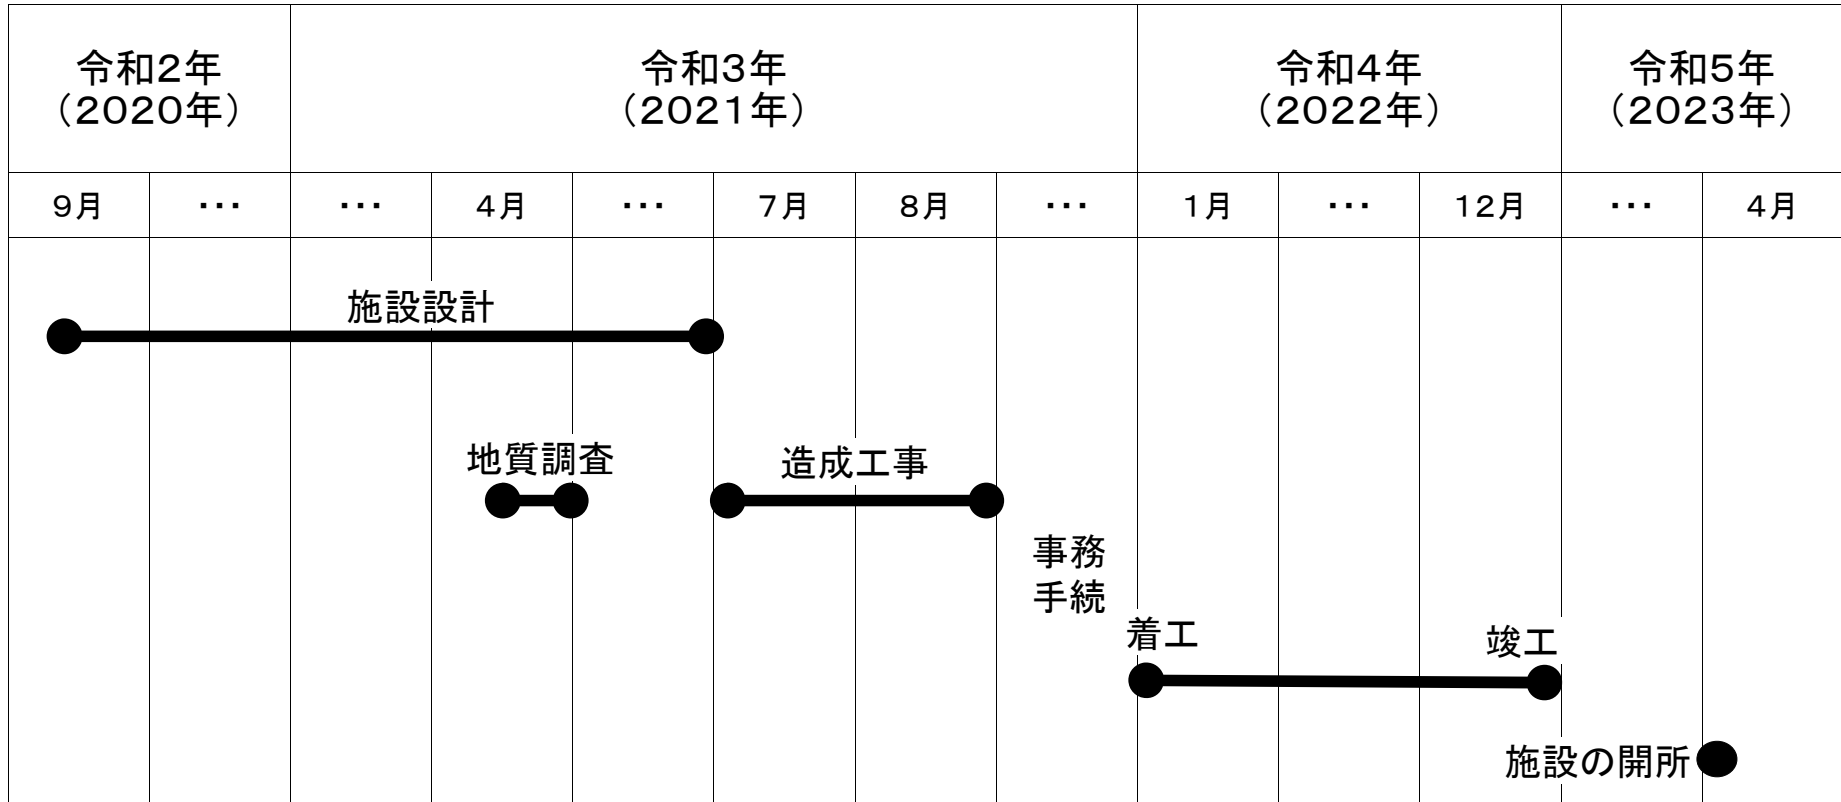 令和2年
（2020年）
令和3年
（2021年）
令和4年
（2022年）
令和5年
（2023年）
9月
･･･
･･･
4月
･･･
7月
8月
･･･
1月
･･･
12月
･･･
4月
施設設計
地質調査
造成工事
事務
手続
着工
竣工
施設の開所